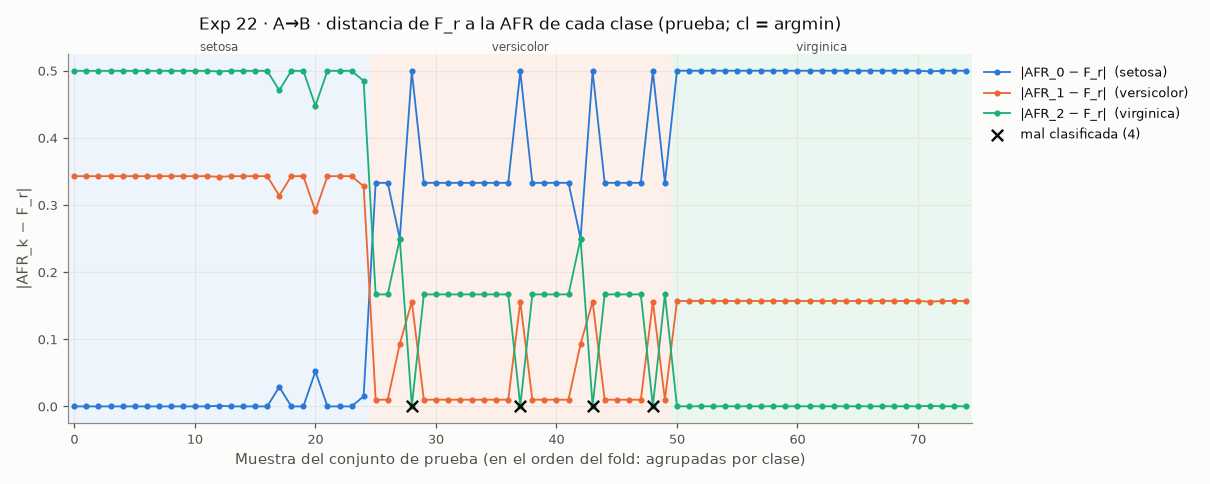 Exp 22 · A→B · distancia de F_r a la AFR de cada clase (prueba; cl = argmin)
setosa versicolor virginica
|AFR_0 − F_r| (setosa)
|AFR_1 − F_r| (versicolor)
|AFR_2 − F_r| (virginica)
mal clasificada (4)
|AFR_k − F_r|
0.5
0.4
0.3
0.2
0.1
0.0
0 10 20 30 40 50 60 70
Muestra del conjunto de prueba (en el orden del fold: agrupadas por clase)